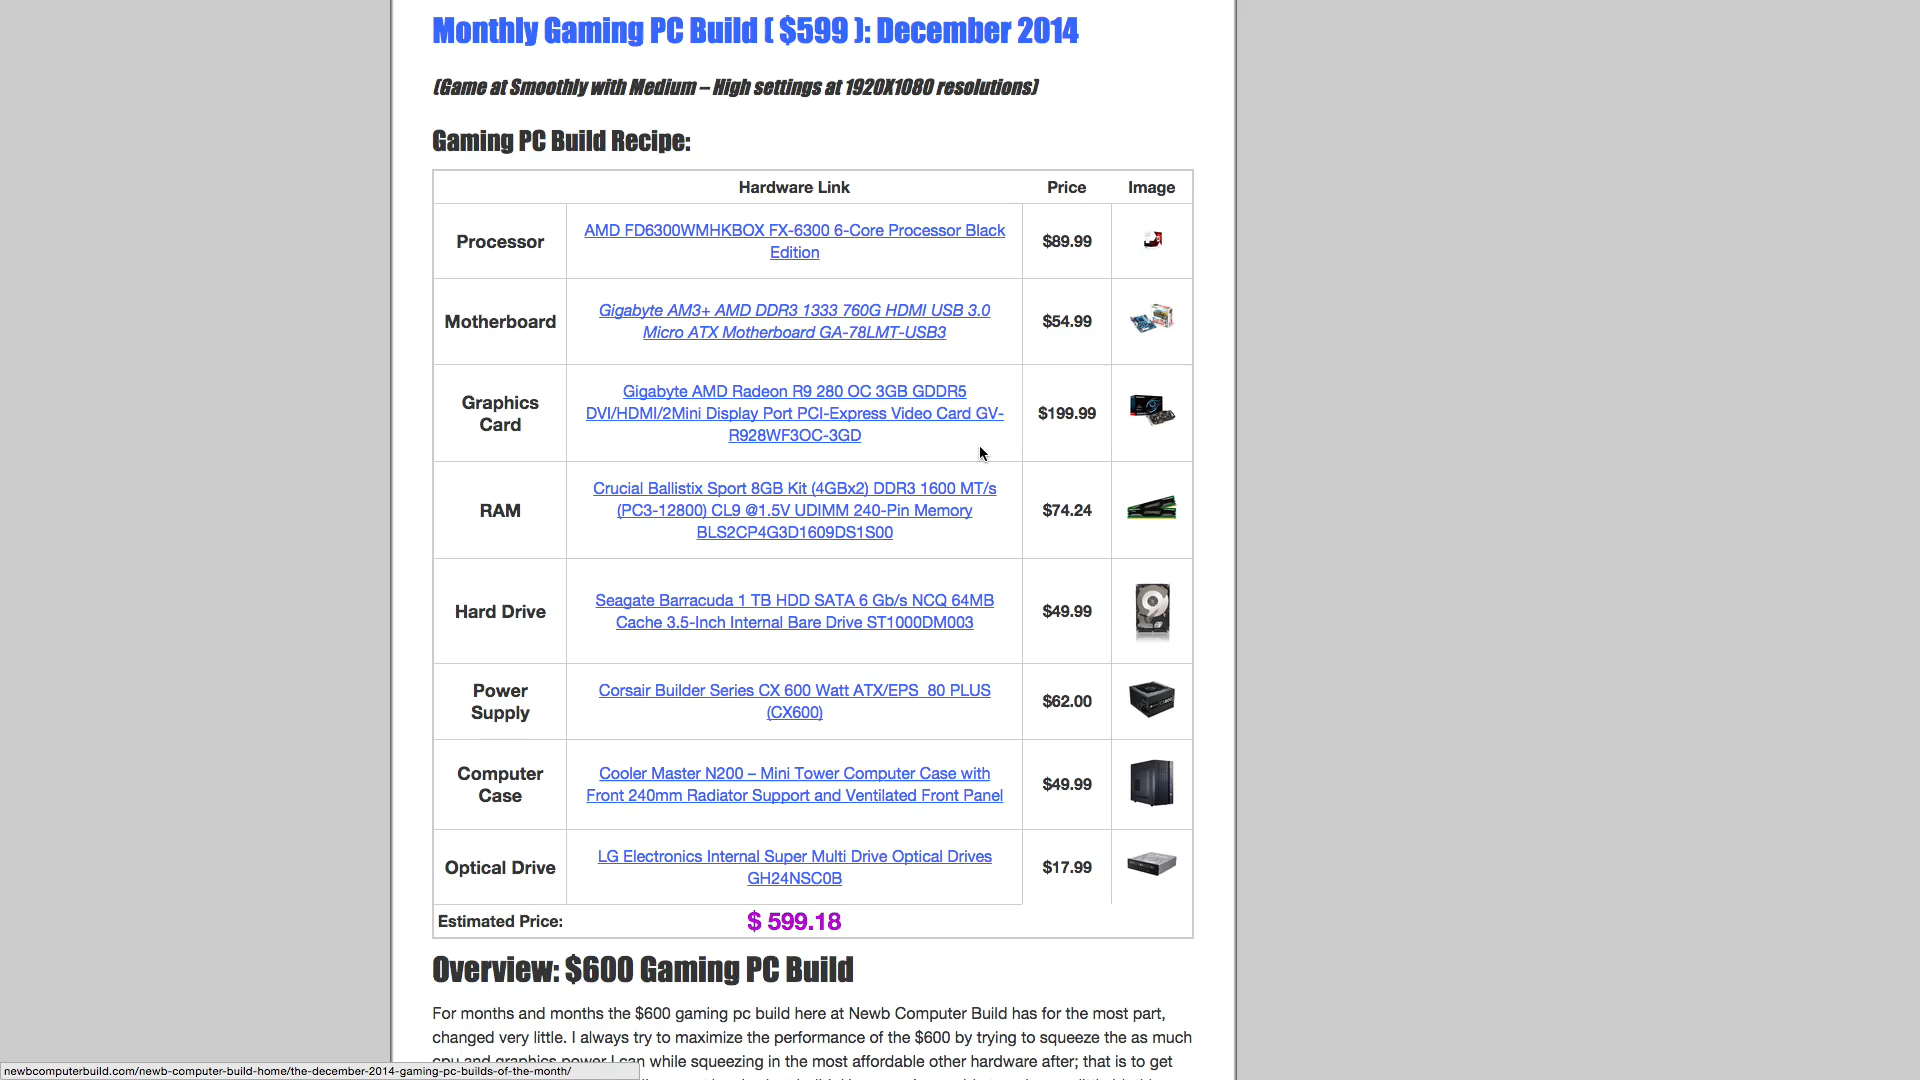 Monthly Gaming PC Build ( $599 ): December 2014
(Game at Smoothly with Medium – High settings at 1920X1080 resolutions)
Gaming PC Build Recipe:
Hardware Link Price Image
Processor
AMD FD6300WMHKBOX FX-6300 6-Core Processor Black
Edition
$89.99
Motherboard
Gigabyte AM3+ AMD DDR3 1333 760G HDMI USB 3.0
Micro ATX Motherboard GA-78LMT-USB3
$54.99
Graphics
Card
Gigabyte AMD Radeon R9 280 OC 3GB GDDR5
DVI/HDMI/2Mini Display Port PCI-Express Video Card GV-
R928WF3OC-3GD
$199.99
RAM
Crucial Ballistix Sport 8GB Kit (4GBx2) DDR3 1600 MT/s
(PC3-12800) CL9 @1.5V UDIMM 240-Pin Memory
BLS2CP4G3D1609DS1S00
$74.24
Hard Drive
Seagate Barracuda 1 TB HDD SATA 6 Gb/s NCQ 64MB
Cache 3.5-Inch Internal Bare Drive ST1000DM003
$49.99
Power
Supply
Corsair Builder Series CX 600 Watt ATX/EPS  80 PLUS
(CX600)
$62.00
Computer
Case
Cooler Master N200 – Mini Tower Computer Case with
Front 240mm Radiator Support and Ventilated Front Panel
$49.99
Optical Drive
LG Electronics Internal Super Multi Drive Optical Drives
GH24NSC0B
$17.99
Estimated Price: $ 599.18
Overview: $600 Gaming PC Build
For months and months the $600 gaming pc build here at Newb Computer Build has for the most part,
changed very little. I always try to maximize the performance of the $600 by trying to squeeze the as much
cpu and graphics power I can while squeezing in the most affordable other hardware after; that is to get
newbcomputerbuild.com/newb-computer-build-home/the-december-2014-gaming-pc-builds-of-the-month/